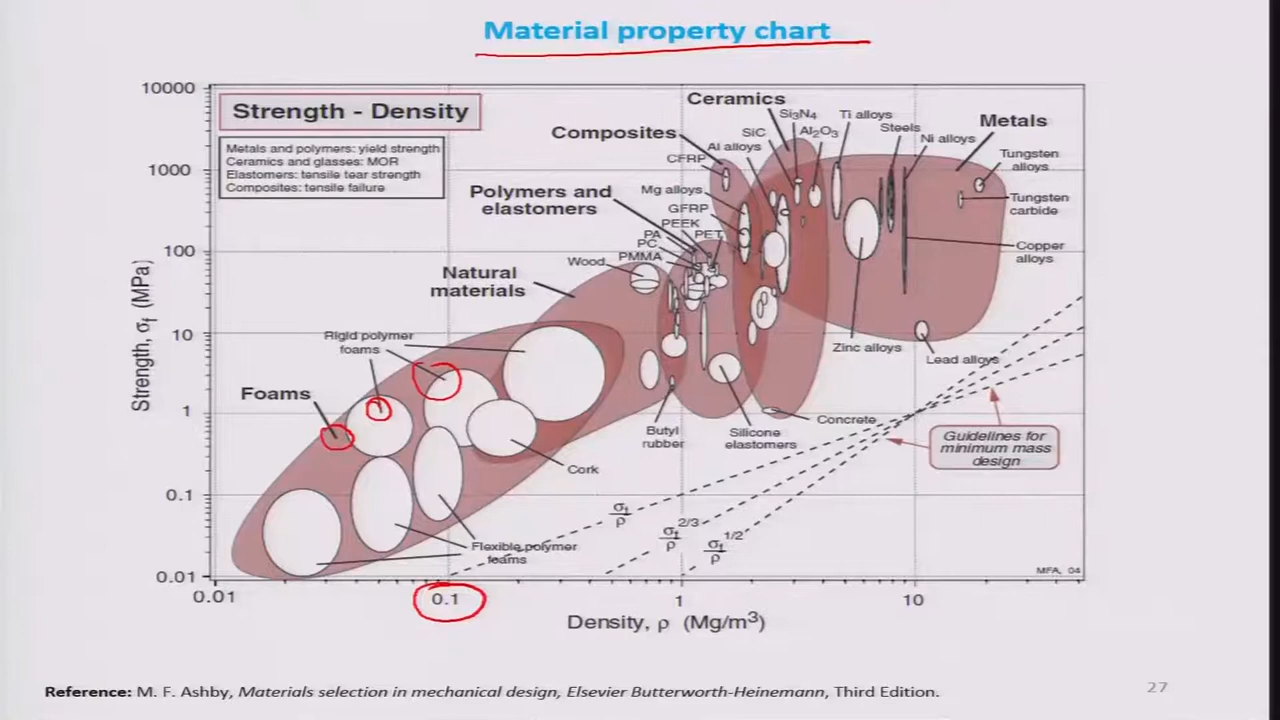 Material property chart
10000
1000
100
10
1
0.1
0.01
Strength, σf (MPa)
Strength - Density
Metals and polymers: yield strength
Ceramics and glasses: MOR
Elastomers: tensile tear strength
Composites: tensile failure
Ceramics
Si3N4
Ti alloys
Composites
SiC
Al2O3
Steels
Metals
Al alloys
Ni alloys
CFRP
Tungsten
alloys
Polymers and
elastomers
Mg alloys
GFRP
Tungsten
carbide
PEEK
PA
PET
PC
PMMA
Wood
Copper
alloys
Natural
materials
Rigid polymer
foams
Zinc alloys
Lead alloys
Foams
Butyl
rubber
Silicone
elastomers
Concrete
Guidelines for
minimum mass
design
Cork
σf
ρ
σf2/3
ρ
σf1/2
ρ
Flexible polymer
foams
MFA, 04
0.01
0.1
1
10
Density, ρ (Mg/m3)
Reference: M. F. Ashby, Materials selection in mechanical design, Elsevier Butterworth-Heinemann, Third Edition.
27